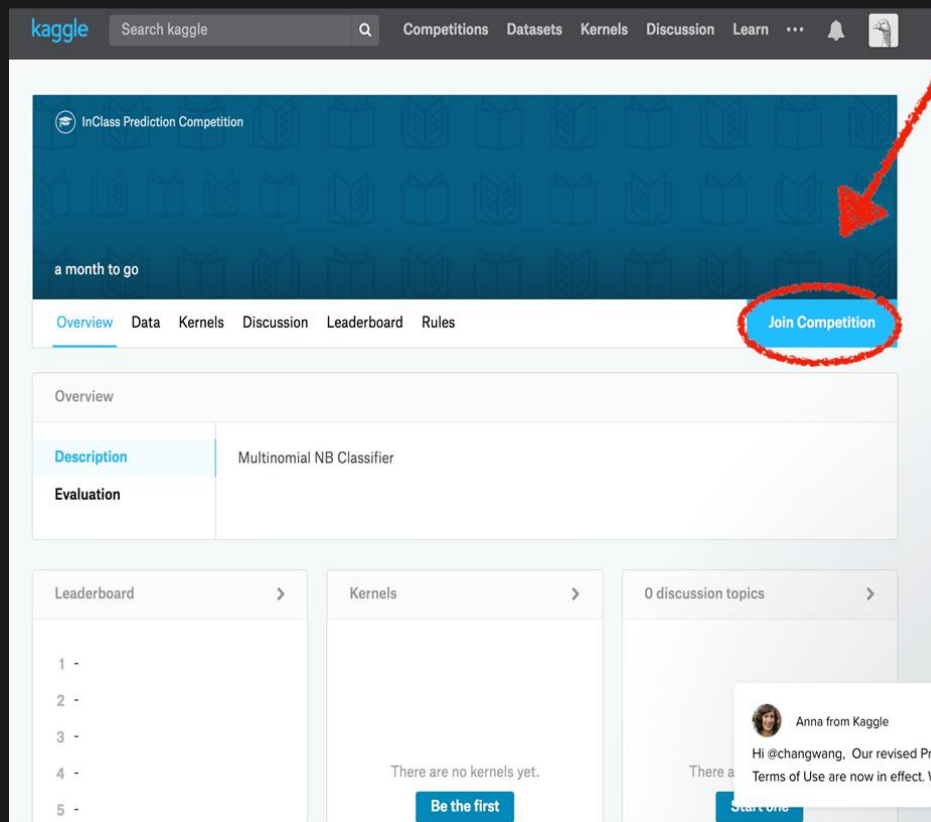 kaggle Search kaggle Competitions Datasets Kernels Discussion Learn
InClass Prediction Competition
a month to go
Overview Data Kernels Discussion Leaderboard Rules Join Competition
Overview
Description Multinomial NB Classifier
Evaluation
Leaderboard > Kernels > 0 discussion topics >
1 -
2 -
3 -
4 - There are no kernels yet. There a
5 - Be the first Start one
Anna from Kaggle
Hi @changwang, Our revised Pr
Terms of Use are now in effect. W